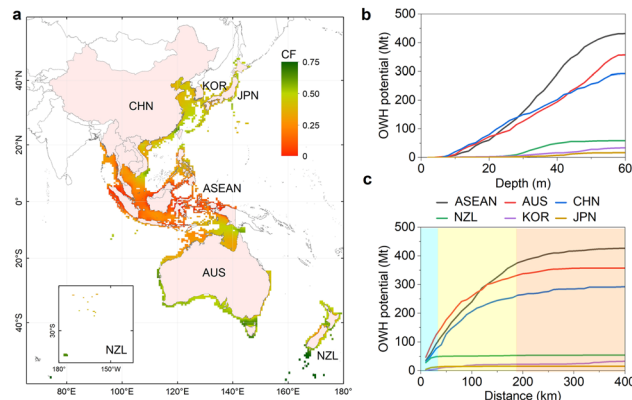 a
CF
0.75
0.5
0.25
0
40°N
20°N
0°
20°S
40°S
KOR
JPN
CHN
ASEAN
AUS
NZL
30°S
180°
150°W
NZL
80°E
100°E
120°E
140°E
160°E
180°
b
OWH potential (Mt)
500
400
300
200
100
0
0
20
40
60
Depth (m)
ASEAN
AUS
CHN
NZL
KOR
JPN
c
OWH potential (Mt)
500
400
300
200
100
0
0
100
200
300
400
Distance (km)